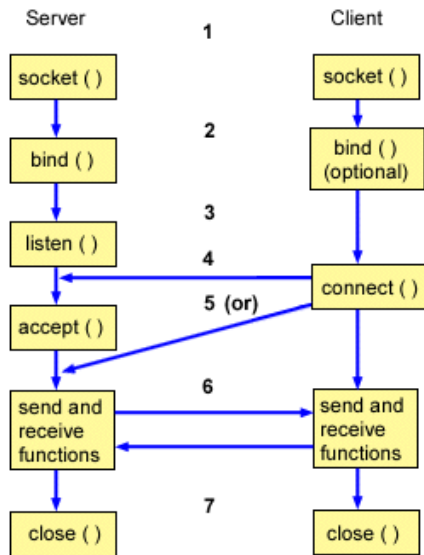 Server
1
Client
socket ( )
socket ( )
2
bind ( )
bind ( )
(optional)
3
listen ( )
4
connect ( )
5 (or)
accept ( )
6
send and
receive
functions
send and
receive
functions
7
close ( )
close ( )